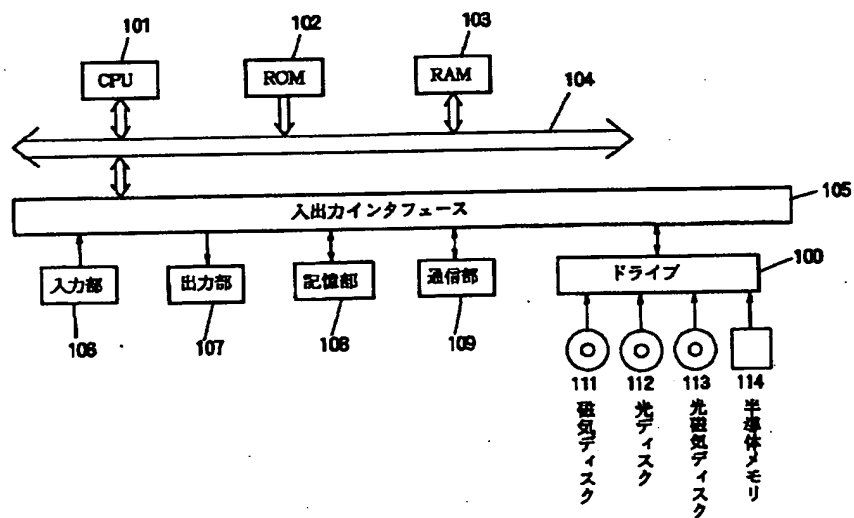 101
102
103
CPU
ROM
RAM
104
105
入出力インタフェース
入力部
出力部
記憶部
通信部
ドライブ
100
106
107
108
109
111
112
113
114
磁気ディスク
光ディスク
光磁気ディスク
半導体メモリ